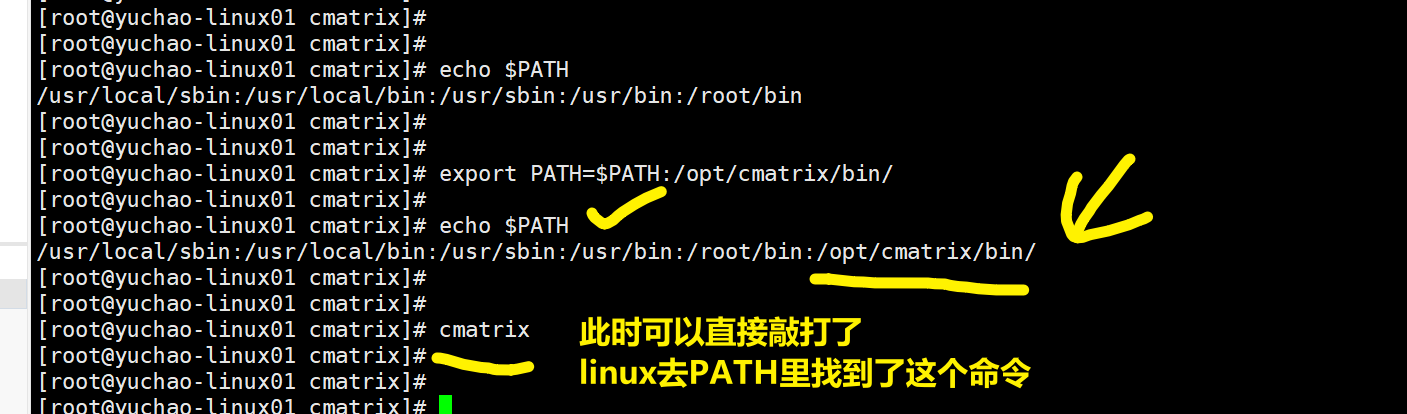 [root@yuchao-linux01 cmatrix]#
[root@yuchao-linux01 cmatrix]#
[root@yuchao-linux01 cmatrix]# echo $PATH
/usr/local/sbin:/usr/local/bin:/usr/sbin:/usr/bin:/root/bin
[root@yuchao-linux01 cmatrix]#
[root@yuchao-linux01 cmatrix]#
[root@yuchao-linux01 cmatrix]# export PATH=$PATH:/opt/cmatrix/bin/
[root@yuchao-linux01 cmatrix]#
[root@yuchao-linux01 cmatrix]# echo $PATH
/usr/local/sbin:/usr/local/bin:/usr/sbin:/usr/bin:/root/bin:/opt/cmatrix/bin/
[root@yuchao-linux01 cmatrix]#
[root@yuchao-linux01 cmatrix]#
[root@yuchao-linux01 cmatrix]# cmatrix
此时可以直接敲打了
[root@yuchao-linux01 cmatrix]#
linux去PATH里找到了这个命令
[root@yuchao-linux01 cmatrix]#
[root@yuchao-linux01 cmatrix]#